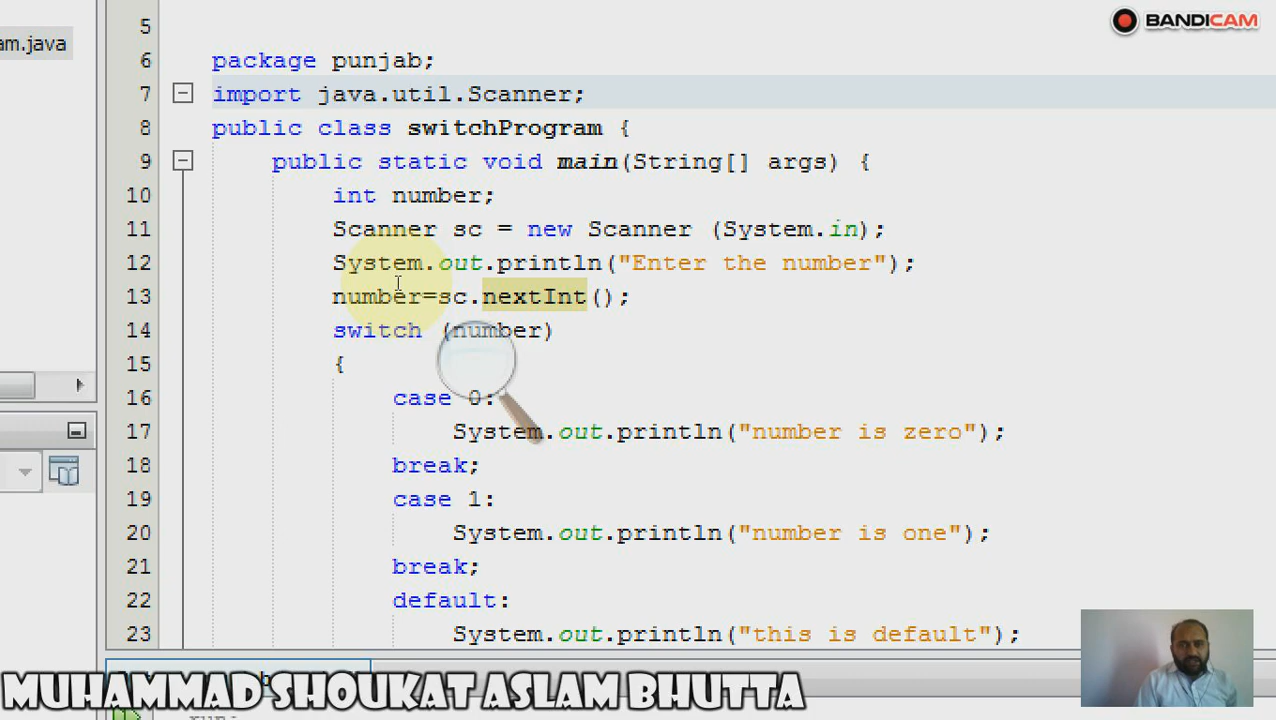 BANDICAM
am.java
5
6 package punjab;
7 import java.util.Scanner;
8 public class switchProgram {
9 public static void main(String[] args) {
10 int number;
11 Scanner sc = new Scanner (System.in);
12 System.out.println("Enter the number");
13 number=sc.nextInt();
14 switch (number)
15 {
16 case 0:
17 System.out.println("number is zero");
18 break;
19 case 1:
20 System.out.println("number is one");
21 break;
22 default:
23 System.out.println("this is default");
MUHAMMAD SHOUKAT ASLAM BHUTTA
run: